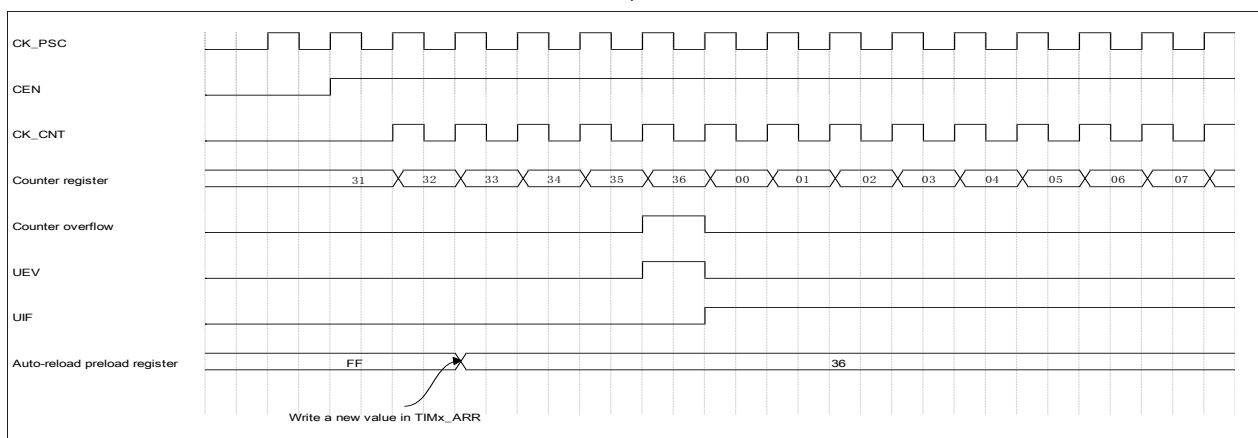 CK_PSC
CEN
CK_CNT
Counter register 31 32 33 34 35 36 00 01 02 03 04 05 06 07
Counter overflow
UEV
UIF
Auto-reload preload register FF 36
Write a new value in TIMx_ARR